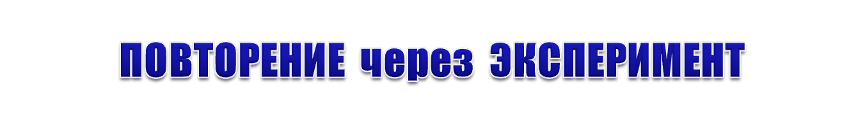 ПОВТОРЕНИЕ через ЭКСПЕРИМЕНТ